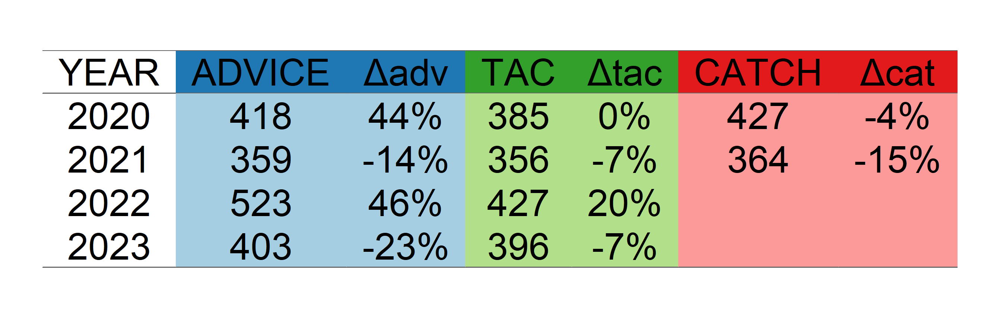 YEAR ADVICE Δadv TAC Δtac CATCH Δcat
2020 418 44% 385 0% 427 -4%
2021 359 -14% 356 -7% 364 -15%
2022 523 46% 427 20%
2023 403 -23% 396 -7%